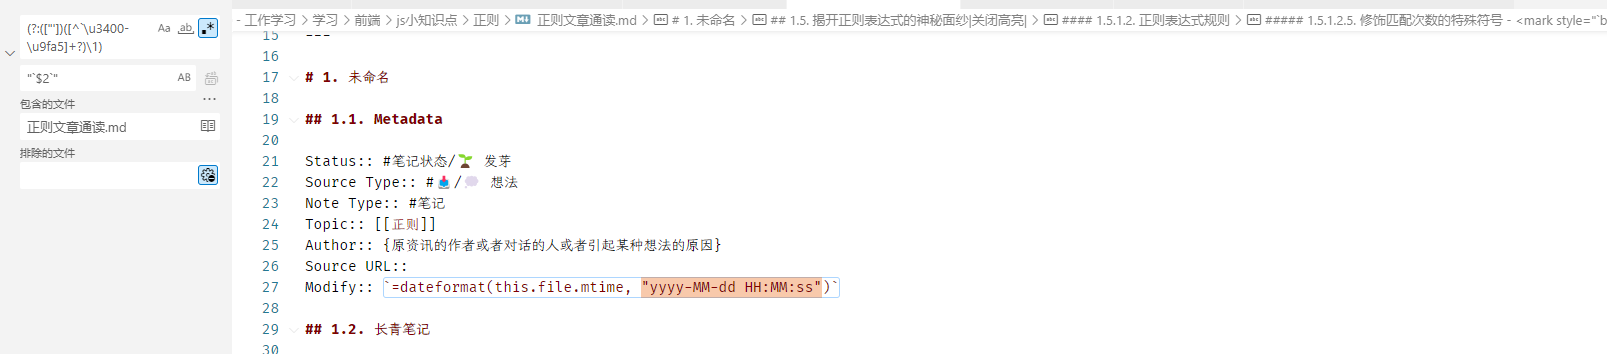 (?:(["'])([^`\u3400-
\u9fa5]+?)\1)
Aa
ab
.*
"`$2`"
AB
包含的文件
...
正则文章通读.md
排除的文件
- 工作学习 > 学习 > 前端 > js小知识点 > 正则 > 正则文章通读.md > # 1. 未命名 > ## 1.5. 揭开正则表达式的神秘面纱|关闭高亮| > #### 1.5.1.2. 正则表达式规则 > ##### 1.5.1.2.5. 修饰匹配次数的特殊符号 - <mark style="`b
15 ---
16
17 # 1. 未命名
18
19 ## 1.1. Metadata
20
21 Status:: #笔记状态/🌱 发芽
22 Source Type:: #📥/💭 想法
23 Note Type:: #笔记
24 Topic:: [[正则]]
25 Author:: {原资讯的作者或者对话的人或者引起某种想法的原因}
26 Source URL::
27 Modify:: `=dateformat(this.file.mtime, "yyyy-MM-dd HH:MM:ss")`
28
29 ## 1.2. 长青笔记
30